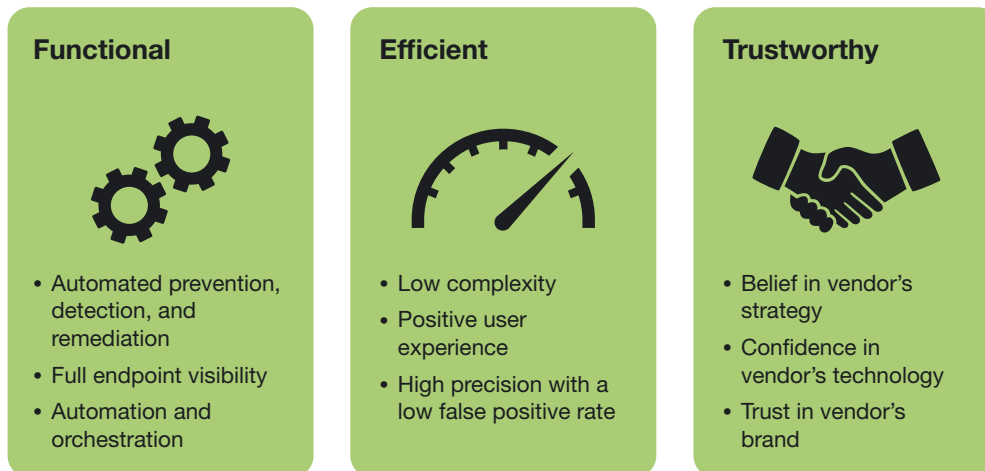 Functional
• Automated prevention,
detection, and
remediation
• Full endpoint visibility
• Automation and
orchestration
Efficient
• Low complexity
• Positive user
experience
• High precision with a
low false positive rate
Trustworthy
• Belief in vendor’s
strategy
• Confidence in
vendor’s technology
• Trust in vendor’s
brand